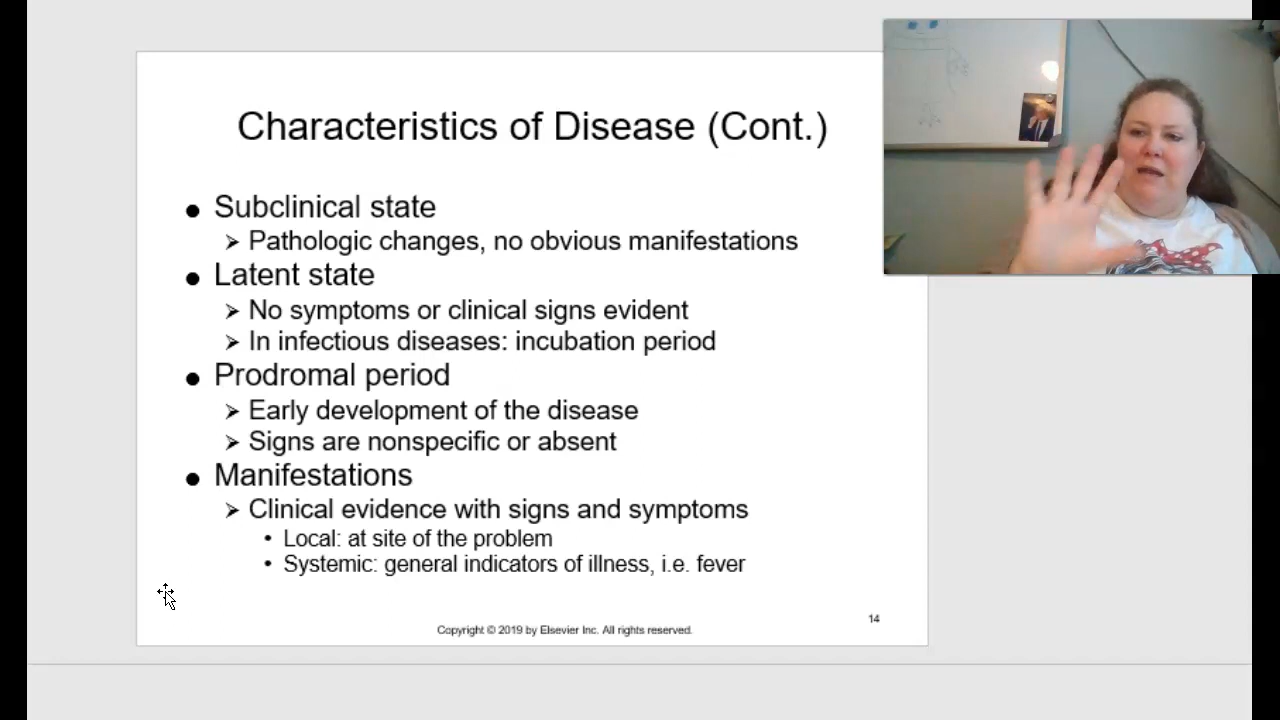 Characteristics of Disease (Cont.)
● Subclinical state
➢ Pathologic changes, no obvious manifestations
● Latent state
➢ No symptoms or clinical signs evident
➢ In infectious diseases: incubation period
● Prodromal period
➢ Early development of the disease
➢ Signs are nonspecific or absent
● Manifestations
➢ Clinical evidence with signs and symptoms
• Local: at site of the problem
• Systemic: general indicators of illness, i.e. fever
14
Copyright © 2019 by Elsevier Inc. All rights reserved.